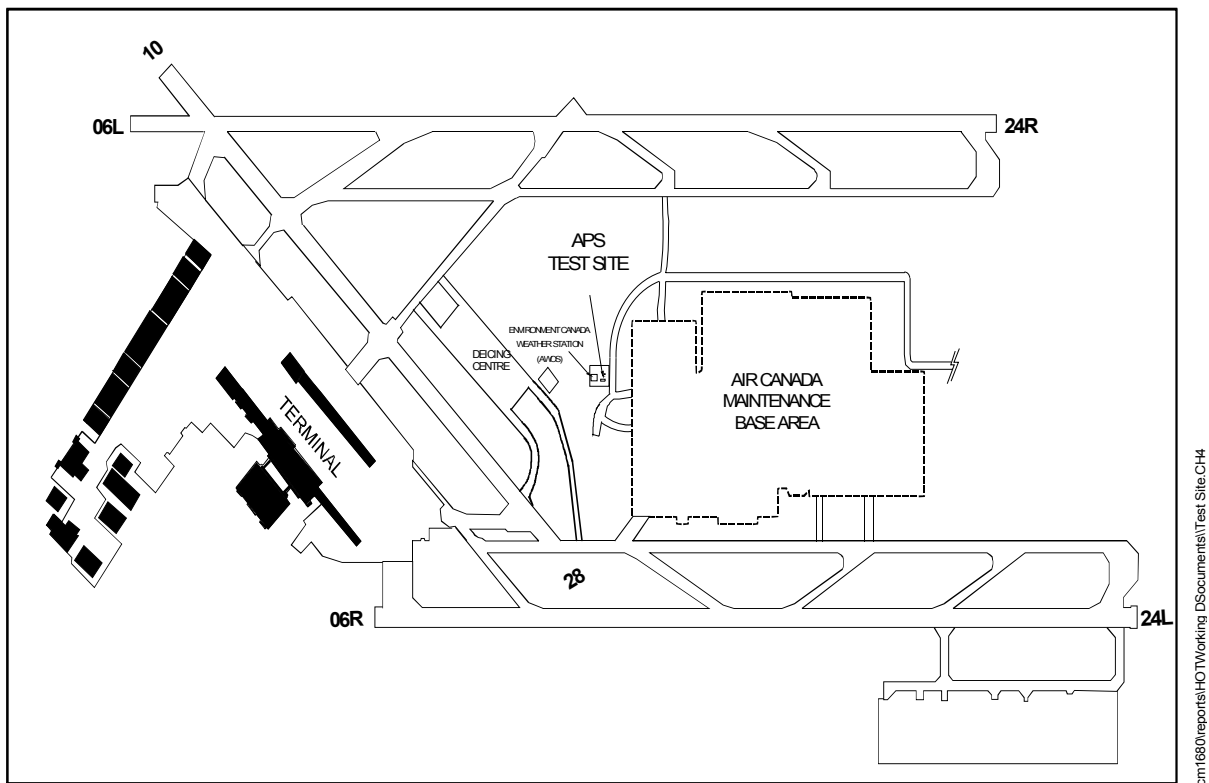 10
06L
24R
APS
TEST SITE
ENVIRONMENT CANADA
WEATHER STATION
(AWOS)
DEICING
CENTRE
AIR CANADA
MAINTENANCE
BASE AREA
TERMINAL
28
06R
24L
cm1680\reports\HOTWorking DSocuments\Test Site.CH4